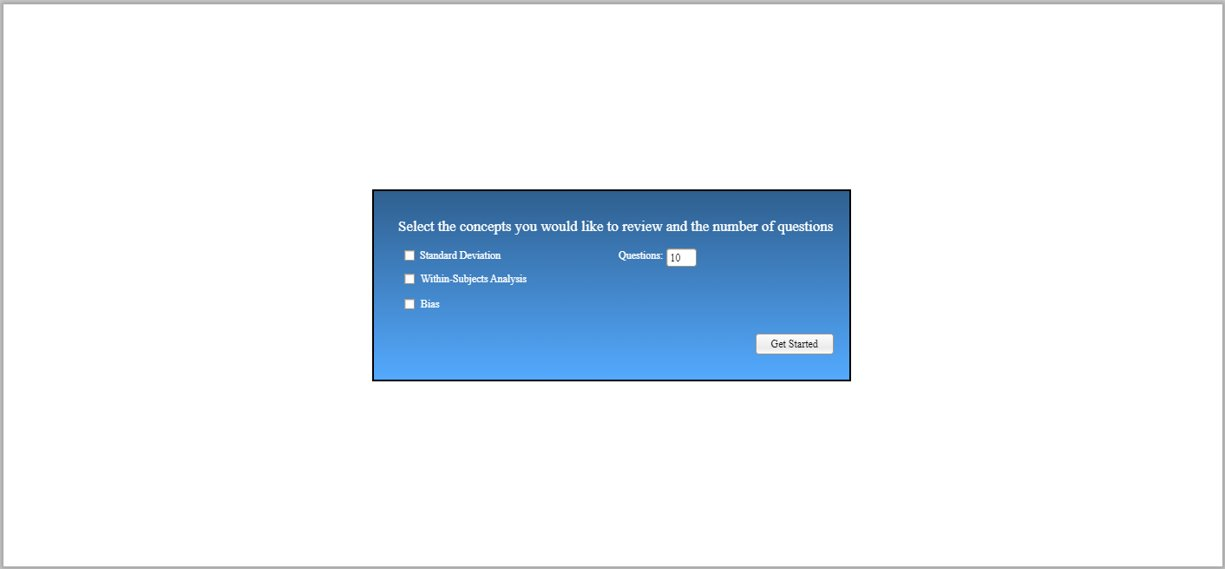 Select the concepts you would like to review and the number of questions
Standard Deviation
Questions: 10
Within-Subjects Analysis
Bias
Get Started